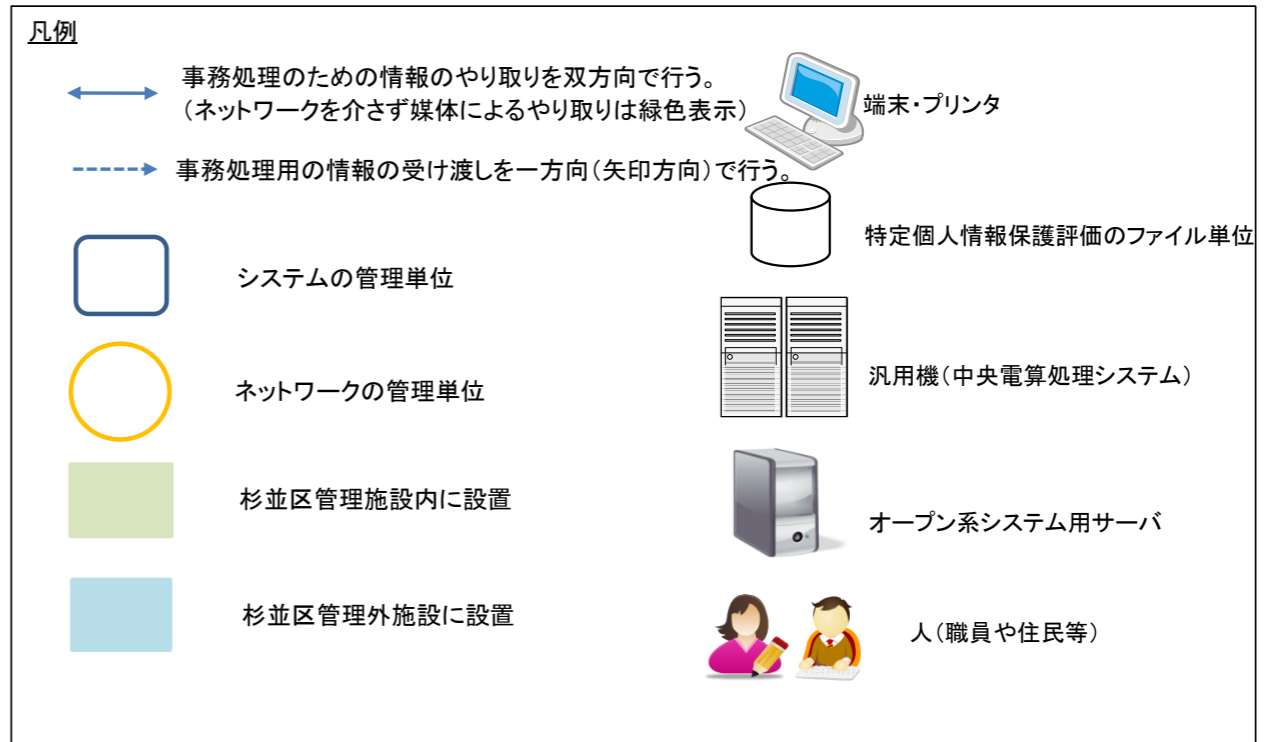 凡例
事務処理のための情報のやり取りを双方向で行う。
（ネットワークを介さず媒体によるやり取りは緑色表示）
事務処理用の情報の受け渡しを一方向（矢印方向）で行う。
システムの管理単位
ネットワークの管理単位
杉並区管理施設内に設置
杉並区管理外施設に設置
端末・プリンタ
特定個人情報保護評価のファイル単位
汎用機（中央電算処理システム）
オープン系システム用サーバ
人（職員や住民等）